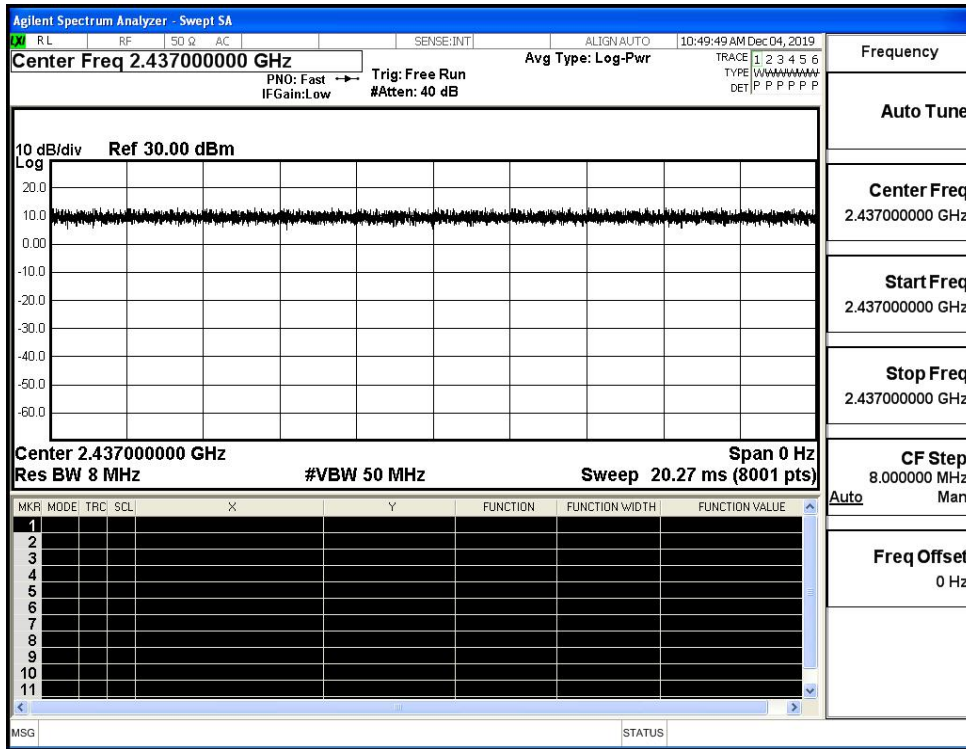 Agilent Spectrum Analyzer - Swept SA
LXI RL RF 50 Ω AC SENSE:INT ALIGN AUTO 10:49:49 AM Dec 04, 2019
Center Freq 2.437000000 GHz
PNO: Fast
IFGain:Low
Trig: Free Run
#Atten: 40 dB
Avg Type: Log-Pwr
TRACE 1 2 3 4 5 6
TYPE WWWWWW
DET P P P P P P
10 dB/div Ref 30.00 dBm
Log
20.0
10.0
0.00
-10.0
-20.0
-30.0
-40.0
-50.0
-60.0
Center 2.437000000 GHz Span 0 Hz
Res BW 8 MHz #VBW 50 MHz Sweep 20.27 ms (8001 pts)
MKR MODE TRC SCL X Y FUNCTION FUNCTION WIDTH FUNCTION VALUE
1
2
3
4
5
6
7
8
9
10
11
MSG STATUS
Frequency
Auto Tune
Center Freq
2.437000000 GHz
Start Freq
2.437000000 GHz
Stop Freq
2.437000000 GHz
CF Step
8.000000 MHz
Auto Man
Freq Offset
0 Hz